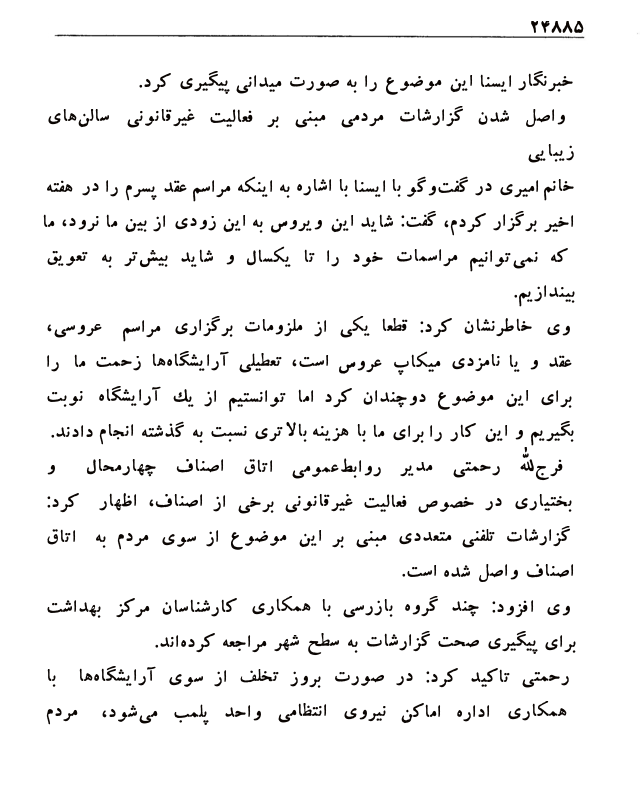 ۲۴۸۸۵
خبرنگار ایسنا این موضوع را به صورت میدانی پیگیری کرد.
واصل شدن گزارشات مردمی مبنی بر فعالیت غیرقانونی سالن‌های
زیبایی
خانم امیری در گفت‌وگو با ایسنا با اشاره به اینکه مراسم عقد پسرم را در هفته
اخیر برگزار کردم، گفت: شاید این ویروس به این زودی از بین ما نرود، ما
که نمی‌توانیم مراسمات خود را تا یکسال و شاید بیش‌تر به تعویق
بیندازیم.
وی خاطرنشان کرد: قطعا یکی از ملزومات برگزاری مراسم عروسی،
عقد و یا نامزدی میکاپ عروس است، تعطیلی آرایشگاه‌ها زحمت ما را
برای این موضوع دوچندان کرد اما توانستیم از یك آرایشگاه نوبت
بگیریم و این کار را برای ما با هزینه بالاتری نسبت به گذشته انجام دادند.
فرج‌لله رحمتی مدیر روابط‌عمومی اتاق اصناف چهارمحال و
بختیاری در خصوص فعالیت غیرقانونی برخی از اصناف، اظهار کرد:
گزارشات تلفنی متعددی مبنی بر این موضوع از سوی مردم به اتاق
اصناف واصل شده است.
وی افزود: چند گروه بازرسی با همکاری کارشناسان مرکز بهداشت
برای پیگیری صحت گزارشات به سطح شهر مراجعه کرده‌اند.
رحمتی تاکید کرد: در صورت بروز تخلف از سوی آرایشگاه‌ها با
همکاری اداره اماکن نیروی انتظامی واحد پلمب می‌شود، مردم